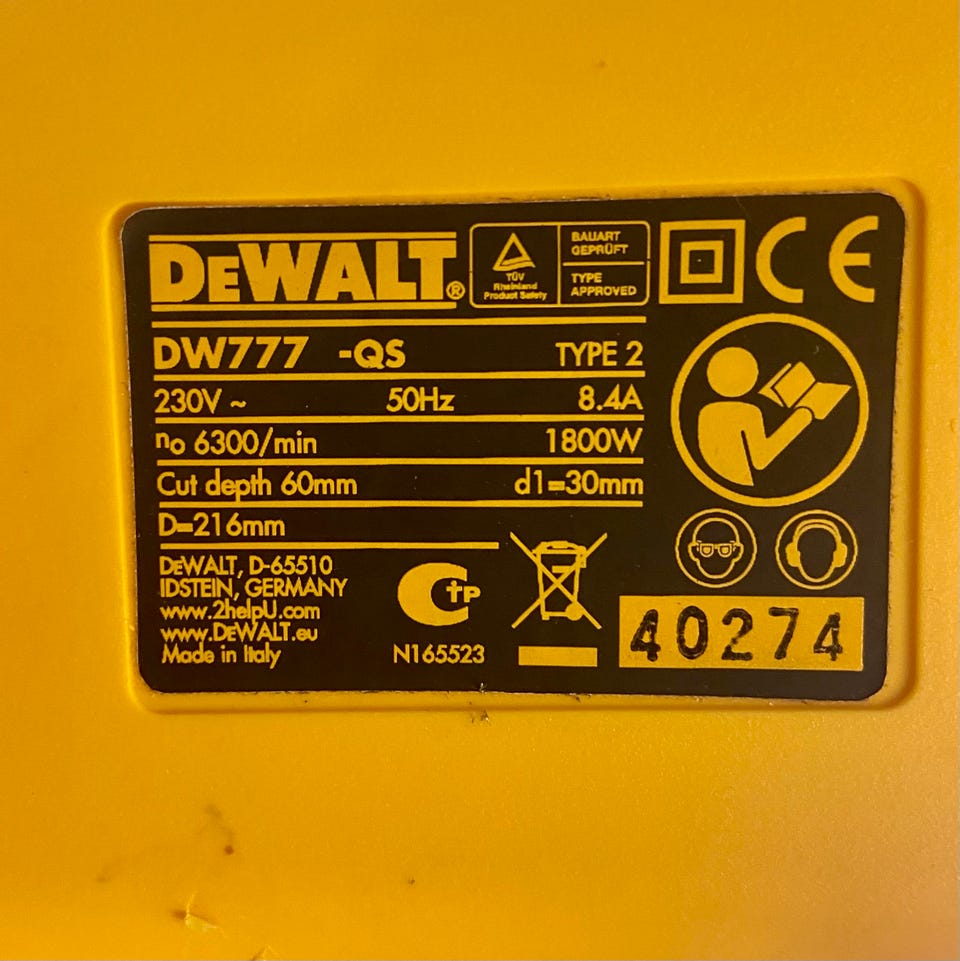 DEWALT®
TÜV
Rheinland
Product Safety
BAUART
GEPRÜFT
TYPE
APPROVED
CE
DW777 -QS TYPE 2
230V ~ 50Hz 8.4A
no 6300/min 1800W
Cut depth 60mm d1=30mm
D=216mm
DEWALT, D-65510
IDSTEIN, GERMANY
www.2helpU.com
www.DEWALT.eu
Made in Italy
CTP
N165523
40274